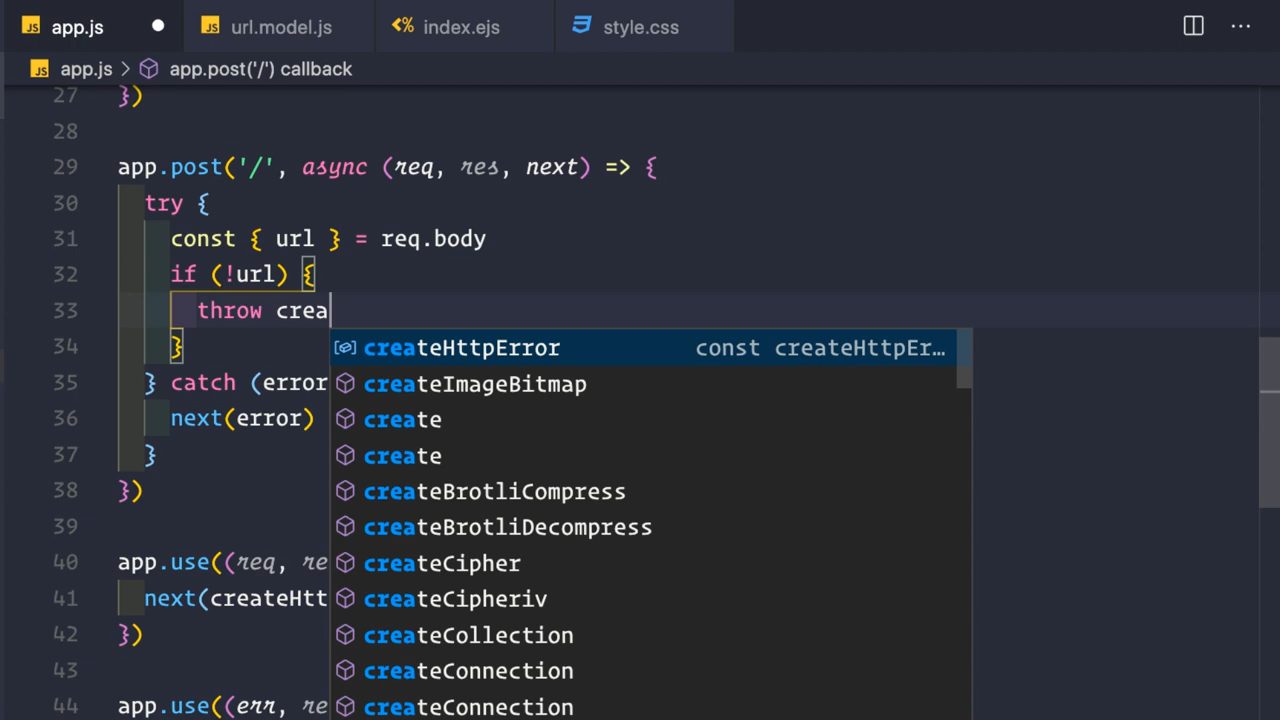 JS app.js JS url.model.js <% index.ejs style.css ...
JS app.js > app.post('/') callback
27 })
28
29 app.post('/', async (req, res, next) => {
30 try {
31 const { url } = req.body
32 if (!url) {
33 throw crea
createHttpError const createHttpEr…
34 }
createImageBitmap
35 } catch (error
create
36 next(error)
create
37 }
createBrotliCompress
38 })
createBrotliDecompress
39
createCipher
40 app.use((req, re
createCipheriv
41 next(createHtt
createCollection
42 })
createConnection
43
createConnection
44 app.use((err, re